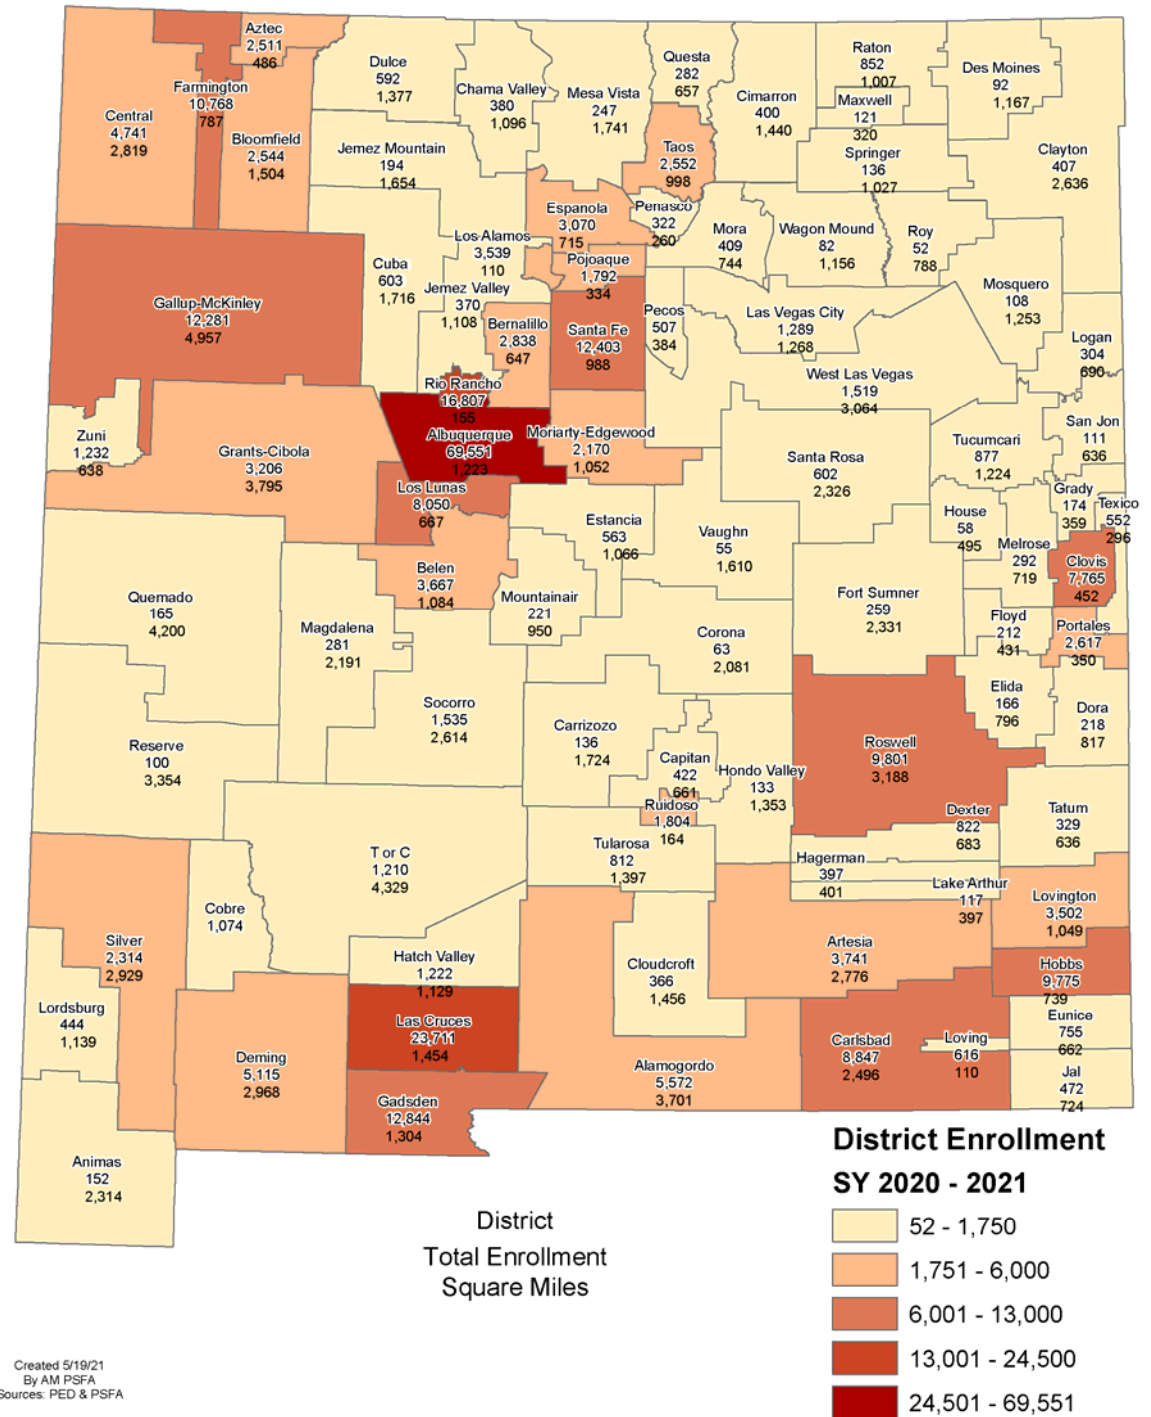 Aztec
2,511
486
Farmington
10,768
787
Central
4,741
2,819
Bloomfield
2,544
1,504
Dulce
592
1,377
Chama Valley
380
1,096
Mesa Vista
247
1,741
Questa
282
657
Cimarron
400
1,440
Raton
852
1,007
Maxwell
121
320
Des Moines
92
1,167
Jemez Mountain
194
1,654
Taos
2,552
998
Springer
136
1,027
Clayton
407
2,636
Espanola
3,070
715
Penasco
322
260
Mora
409
744
Wagon Mound
82
1,156
Roy
52
788
Los Alamos
3,539
110
Pojoaque
1,792
334
Cuba
603
1,716
Jemez Valley
370
1,108
Gallup-McKinley
12,281
4,957
Bernalillo
2,838
647
Santa Fe
12,403
988
Pecos
507
384
Las Vegas City
1,289
1,268
Mosquero
108
1,253
Logan
304
690
West Las Vegas
1,519
3,064
Rio Rancho
16,807
155
Zuni
1,232
638
Grants-Cibola
3,206
3,795
Albuquerque
69,551
1,223
Moriarty-Edgewood
2,170
1,052
Santa Rosa
602
2,326
Tucumcari
877
1,224
San Jon
111
636
Los Lunas
8,050
667
Estancia
563
1,066
Vaughn
55
1,610
House
58
495
Grady
174
359
Texico
552
296
Melrose
292
719
Clovis
7,765
452
Belen
3,667
1,084
Mountainair
221
950
Fort Sumner
259
2,331
Quemado
165
4,200
Magdalena
281
2,191
Corona
63
2,081
Floyd
212
431
Portales
2,617
350
Socorro
1,535
2,614
Elida
166
796
Dora
218
817
Reserve
100
3,354
Carrizozo
136
1,724
Capitan
422
661
Hondo Valley
133
1,353
Roswell
9,801
3,188
Ruidoso
1,804
164
Dexter
822
683
Tatum
329
636
T or C
1,210
4,329
Tularosa
812
1,397
Hagerman
397
401
Lake Arthur
117
397
Lovington
3,502
1,049
Cobre
1,074
Silver
2,314
2,929
Hatch Valley
1,222
1,129
Cloudcroft
366
1,456
Artesia
3,741
2,776
Hobbs
9,775
739
Lordsburg
444
1,139
Las Cruces
23,711
1,454
Carlsbad
8,847
2,496
Loving
616
110
Eunice
755
662
Deming
5,115
2,968
Alamogordo
5,572
3,701
Jal
472
724
Gadsden
12,844
1,304
Animas
152
2,314
District
Total Enrollment
Square Miles
District Enrollment
SY 2020 - 2021
52 - 1,750
1,751 - 6,000
6,001 - 13,000
13,001 - 24,500
24,501 - 69,551
Created 5/19/21
By AM PSFA
Sources: PED & PSFA